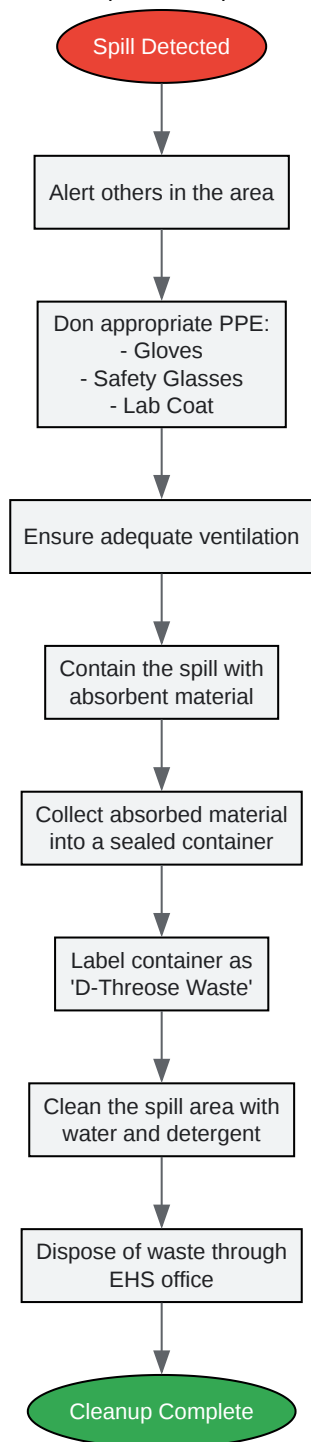 Spill Detected
Alert others in the area
Don appropriate PPE:
- Gloves
- Safety Glasses
- Lab Coat
Ensure adequate ventilation
Contain the spill with
absorbent material
Collect absorbed material
into a sealed container
Label container as
'D-Threose Waste'
Clean the spill area with
water and detergent
Dispose of waste through
EHS office
Cleanup Complete